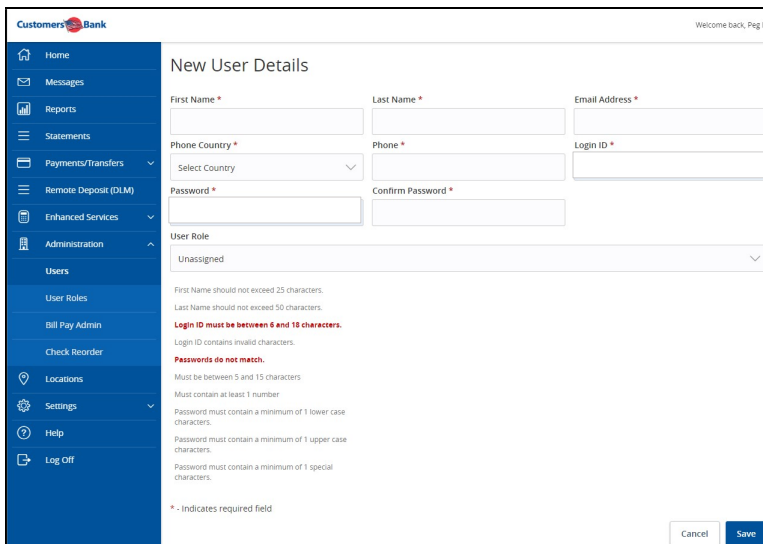 Customers Bank
Welcome back, Peg
Home
Messages
Reports
Statements
Payments/Transfers
Remote Deposit (DLM)
Enhanced Services
Administration
Users
User Roles
Bill Pay Admin
Check Reorder
Locations
Settings
Help
Log Off
New User Details
First Name * Last Name * Email Address *
Phone Country * Phone * Login ID *
Select Country
Password * Confirm Password *
User Role
Unassigned
First Name should not exceed 25 characters.
Last Name should not exceed 50 characters.
Login ID must be between 6 and 18 characters.
Login ID contains invalid characters.
Passwords do not match.
Must be between 5 and 15 characters
Must contain at least 1 number
Password must contain a minimum of 1 lower case
characters.
Password must contain a minimum of 1 upper case
characters.
Password must contain a minimum of 1 special
characters.
* - Indicates required field
Cancel Save